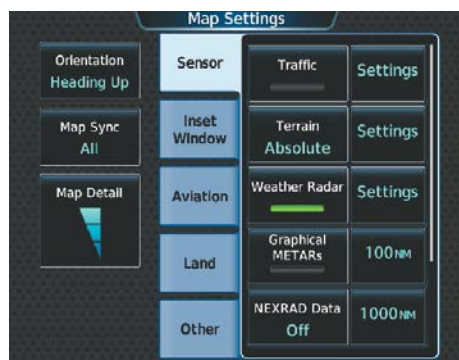 Map Settings
Orientation
Heading Up
Map Sync
All
Map Detail
Sensor
Inset
Window
Aviation
Land
Other
Traffic
Settings
Terrain
Absolute
Settings
Weather Radar
Settings
Graphical
METARs
100NM
NEXRAD Data
Off
1000NM